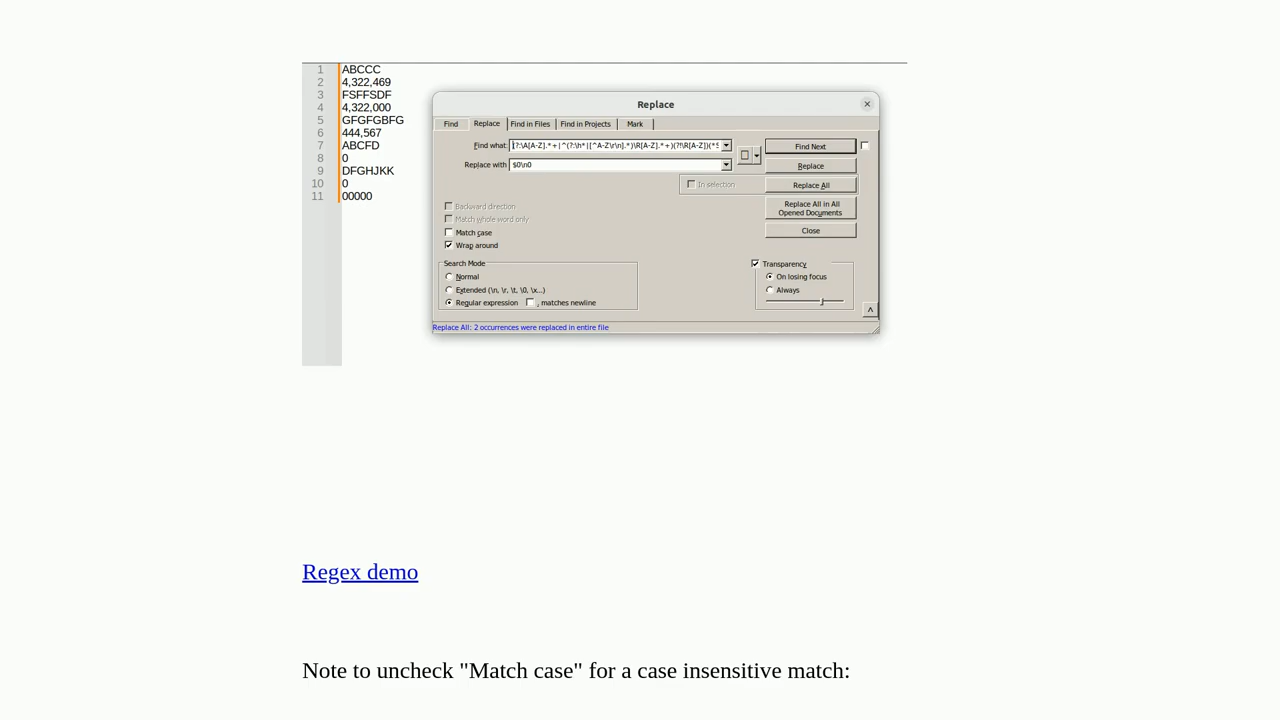 1 ABCCC
2 4,322,469
3 FSFFSDF
4 4,322,000
5 GFGFGBFG
6 444,567
7 ABCFD
8 0
9 DFGHJKK
10 0
11 00000
Replace
Find Replace Find in Files Find in Projects Mark
Find what: (?:\A[A-Z].*+|^(?:\h*|[^A-Z\r\n].*)\R[A-Z].*+)(?!\R[A-Z])(*S
Find Next
Replace with $0\n0
Replace
In selection
Replace All
Replace All in All Opened Documents
Close
Backward direction
Match whole word only
Match case
Wrap around
Search Mode
Normal
Extended (\n, \r, \t, \0, \x...)
Regular expression . matches newline
Transparency
On losing focus
Always
^
Replace All: 2 occurrences were replaced in entire file
Regex demo
Note to uncheck "Match case" for a case insensitive match: